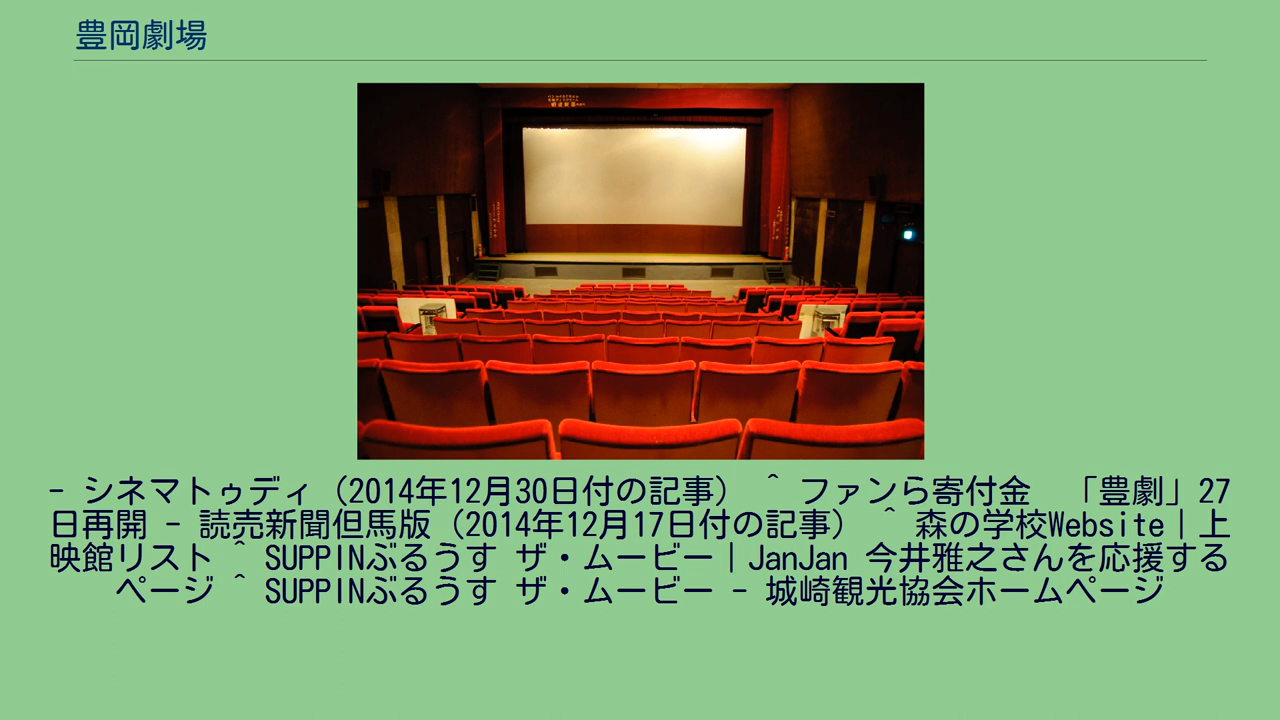 豊岡劇場
- シネマトゥディ（2014年12月30日付の記事） ^ ファンら寄付金　「豊劇」27
日再開 - 読売新聞但馬版（2014年12月17日付の記事） ^ 森の学校Website｜上
映館リスト ^ SUPPINぶるうす ザ・ムービー｜JanJan 今井雅之さんを応援する
ページ ^ SUPPINぶるうす ザ・ムービー - 城崎観光協会ホームページ